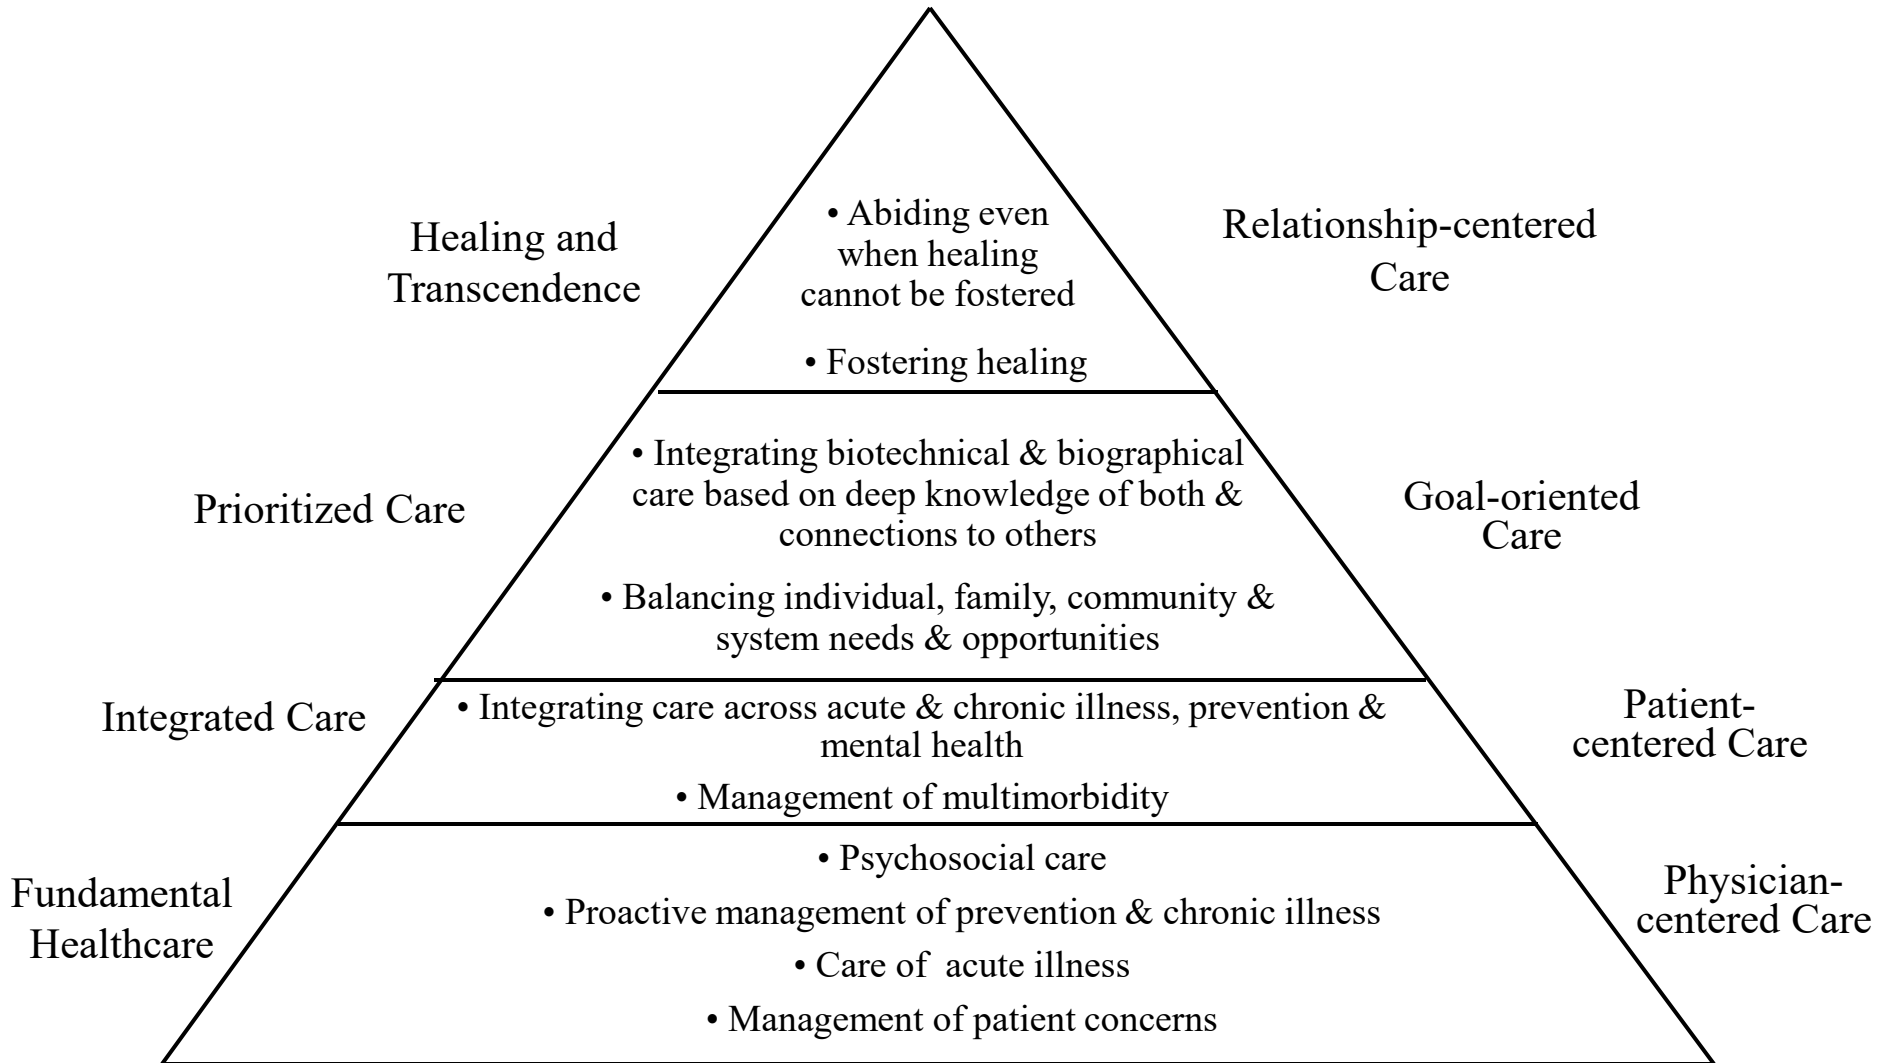 Healing and
Transcendence
• Abiding even
when healing
cannot be fostered
• Fostering healing
Relationship-centered
Care
Prioritized Care
• Integrating biotechnical & biographical
care based on deep knowledge of both &
connections to others
• Balancing individual, family, community &
system needs & opportunities
Goal-oriented
Care
Integrated Care
• Integrating care across acute & chronic illness, prevention &
mental health
• Management of multimorbidity
Patient-
centered Care
Fundamental
Healthcare
• Psychosocial care
• Proactive management of prevention & chronic illness
• Care of  acute illness
• Management of patient concerns
Physician-
centered Care